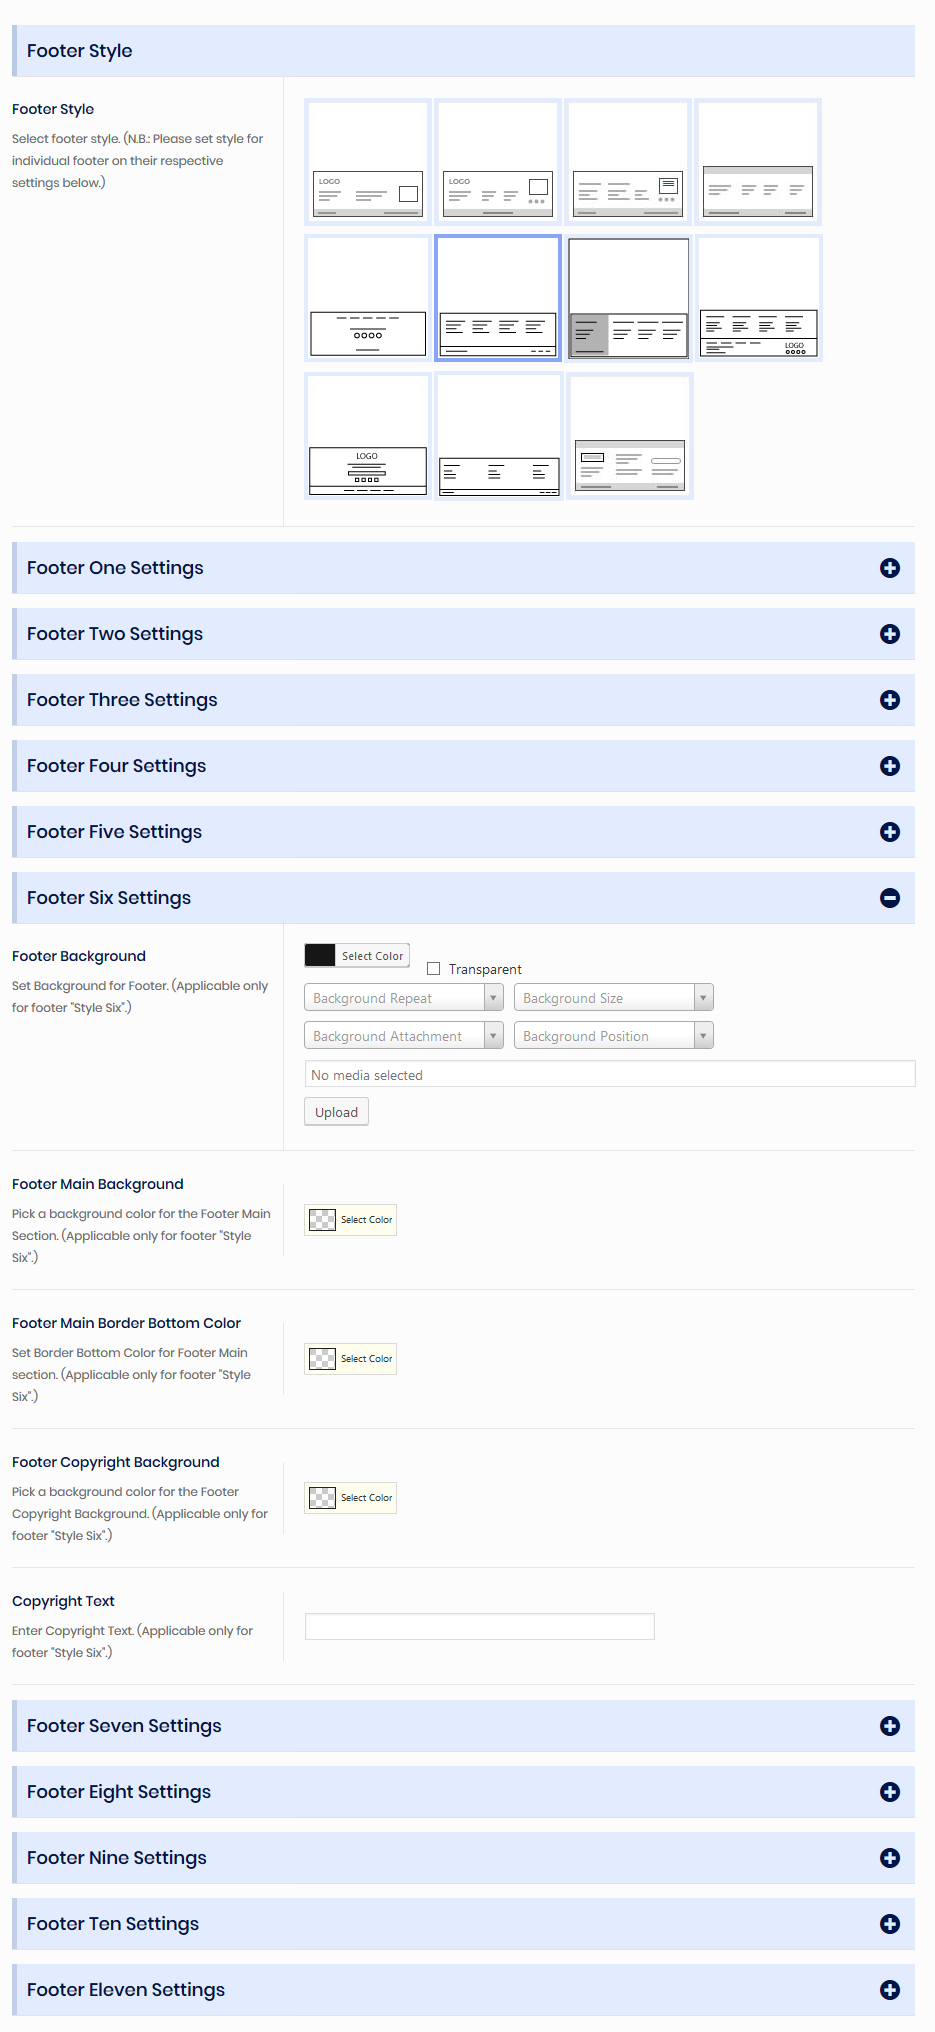 Footer Style
Footer Style
Select footer style. (N.B.: Please set style for
individual footer on their respective
settings below.)
LOGO
LOGO
LOGO
LOGO
Footer One Settings
Footer Two Settings
Footer Three Settings
Footer Four Settings
Footer Five Settings
Footer Six Settings
Footer Background
Set Background for Footer. (Applicable only
for footer "Style Six".)
Select Color
Transparent
Background Repeat
Background Size
Background Attachment
Background Position
No media selected
Upload
Footer Main Background
Pick a background color for the Footer Main
Section. (Applicable only for footer "Style
Six".)
Select Color
Footer Main Border Bottom Color
Set Border Bottom Color for Footer Main
section. (Applicable only for footer "Style
Six".)
Select Color
Footer Copyright Background
Pick a background color for the Footer
Copyright Background. (Applicable only for
footer "Style Six".)
Select Color
Copyright Text
Enter Copyright Text. (Applicable only for
footer "Style Six".)
Footer Seven Settings
Footer Eight Settings
Footer Nine Settings
Footer Ten Settings
Footer Eleven Settings